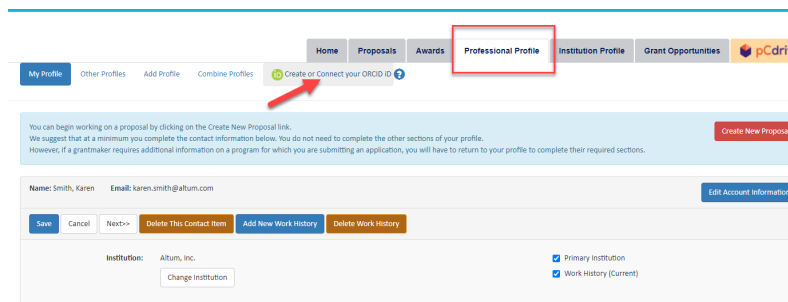 Home Proposals Awards Professional Profile Institution Profile Grant Opportunities pCdri
My Profile Other Profiles Add Profile Combine Profiles iD Create or Connect your ORCID iD ?
You can begin working on a proposal by clicking on the Create New Proposal link.
We suggest that at a minimum you complete the contact information below. You do not need to complete the other sections of your profile.
However, if a grantmaker requires additional information on a program for which you are submitting an application, you will have to return to your profile to complete their required sections.
Create New Proposa
Name: Smith, Karen Email: karen.smith@altum.com
Edit Account Information
Save Cancel Next>> Delete This Contact Item Add New Work History Delete Work History
Institution: Altum, Inc.
Change Institution
Primary Institution
Work History (Current)